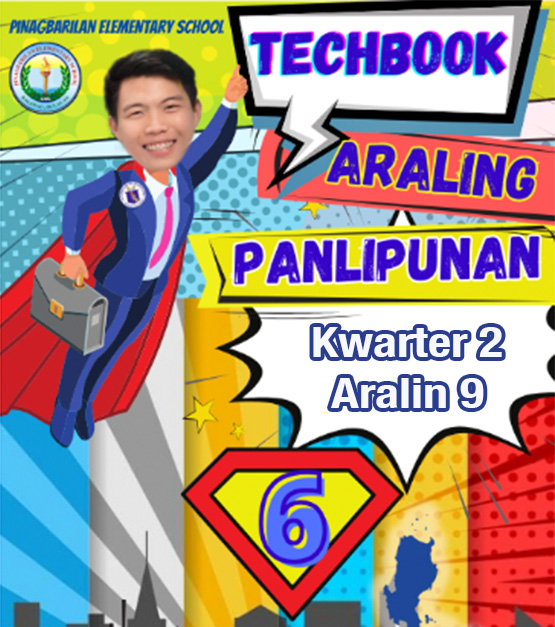 PINAGBARILAN ELEMENTARY SCHOOL
TECHBOOK
ARALING
PANLIPUNAN
Kwarter 2
Aralin 9
6